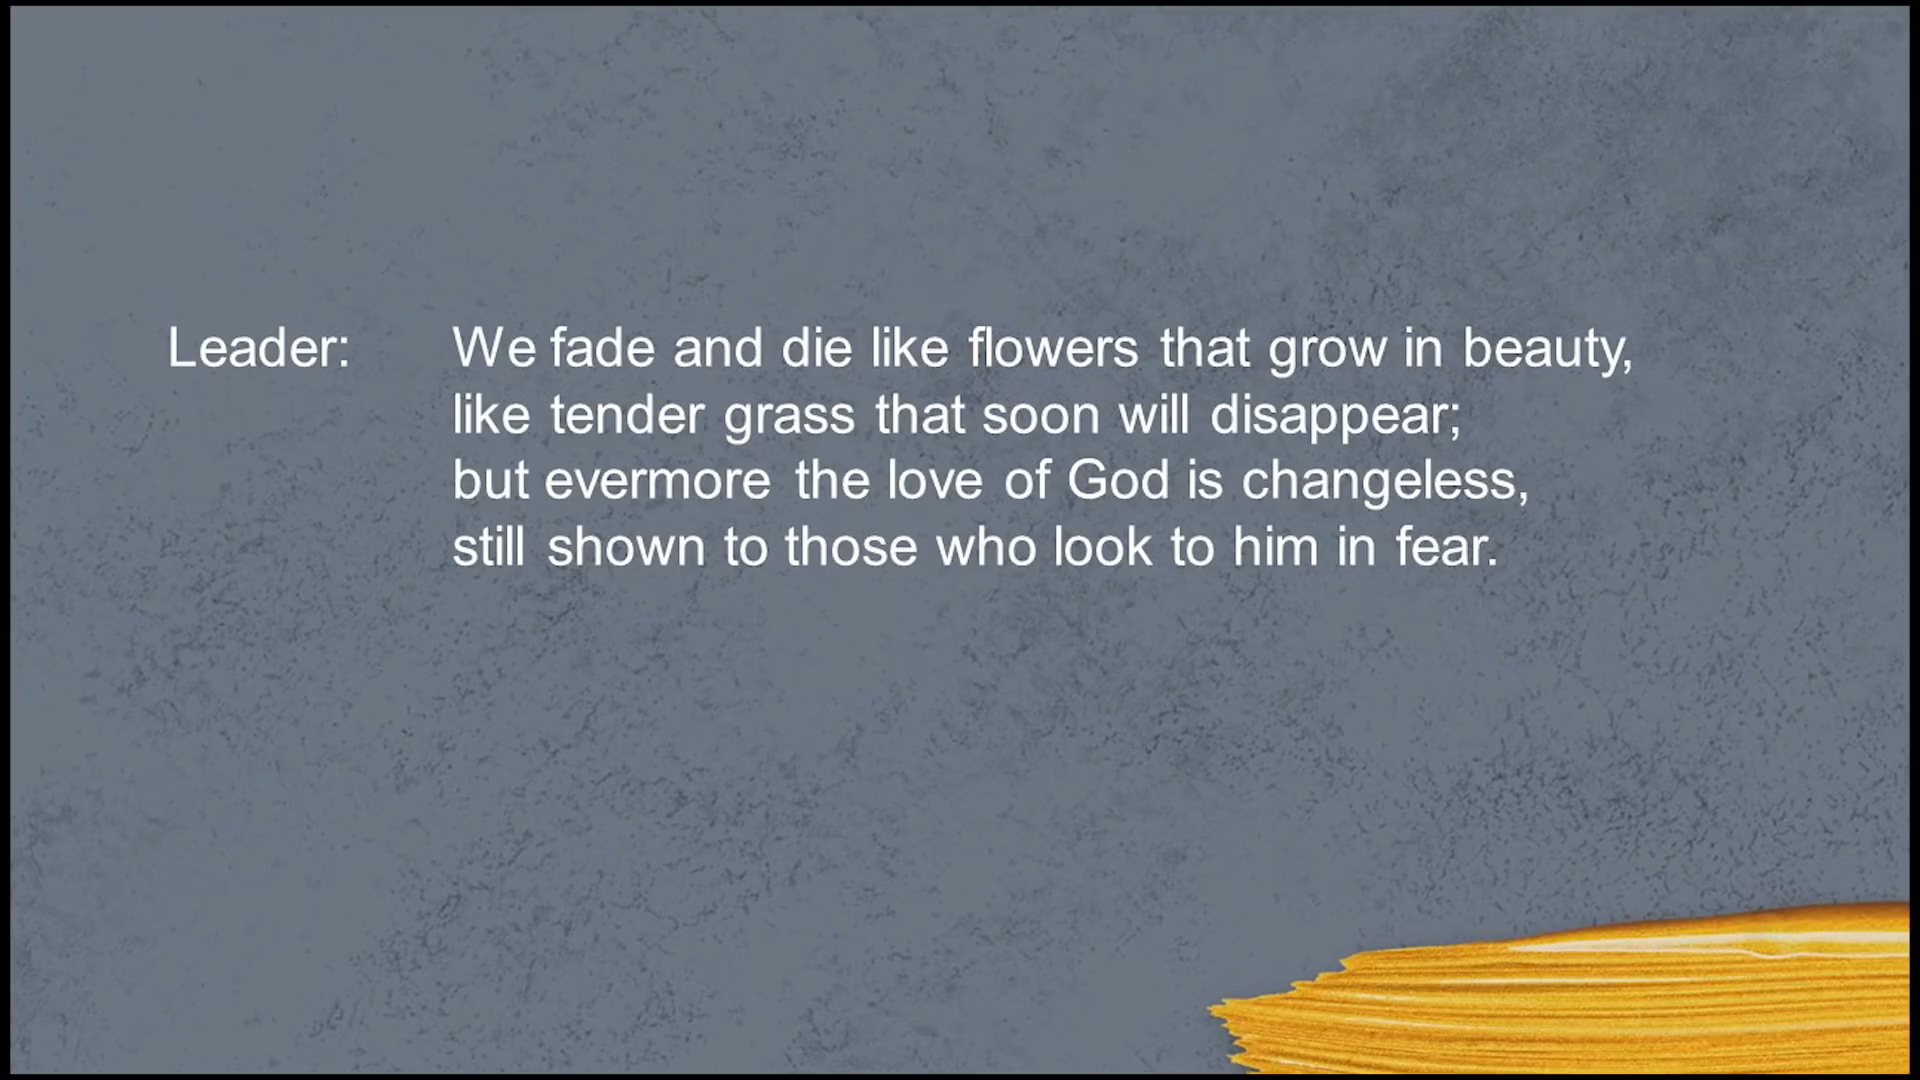 Leader: We fade and die like flowers that grow in beauty,
like tender grass that soon will disappear;
but evermore the love of God is changeless,
still shown to those who look to him in fear.